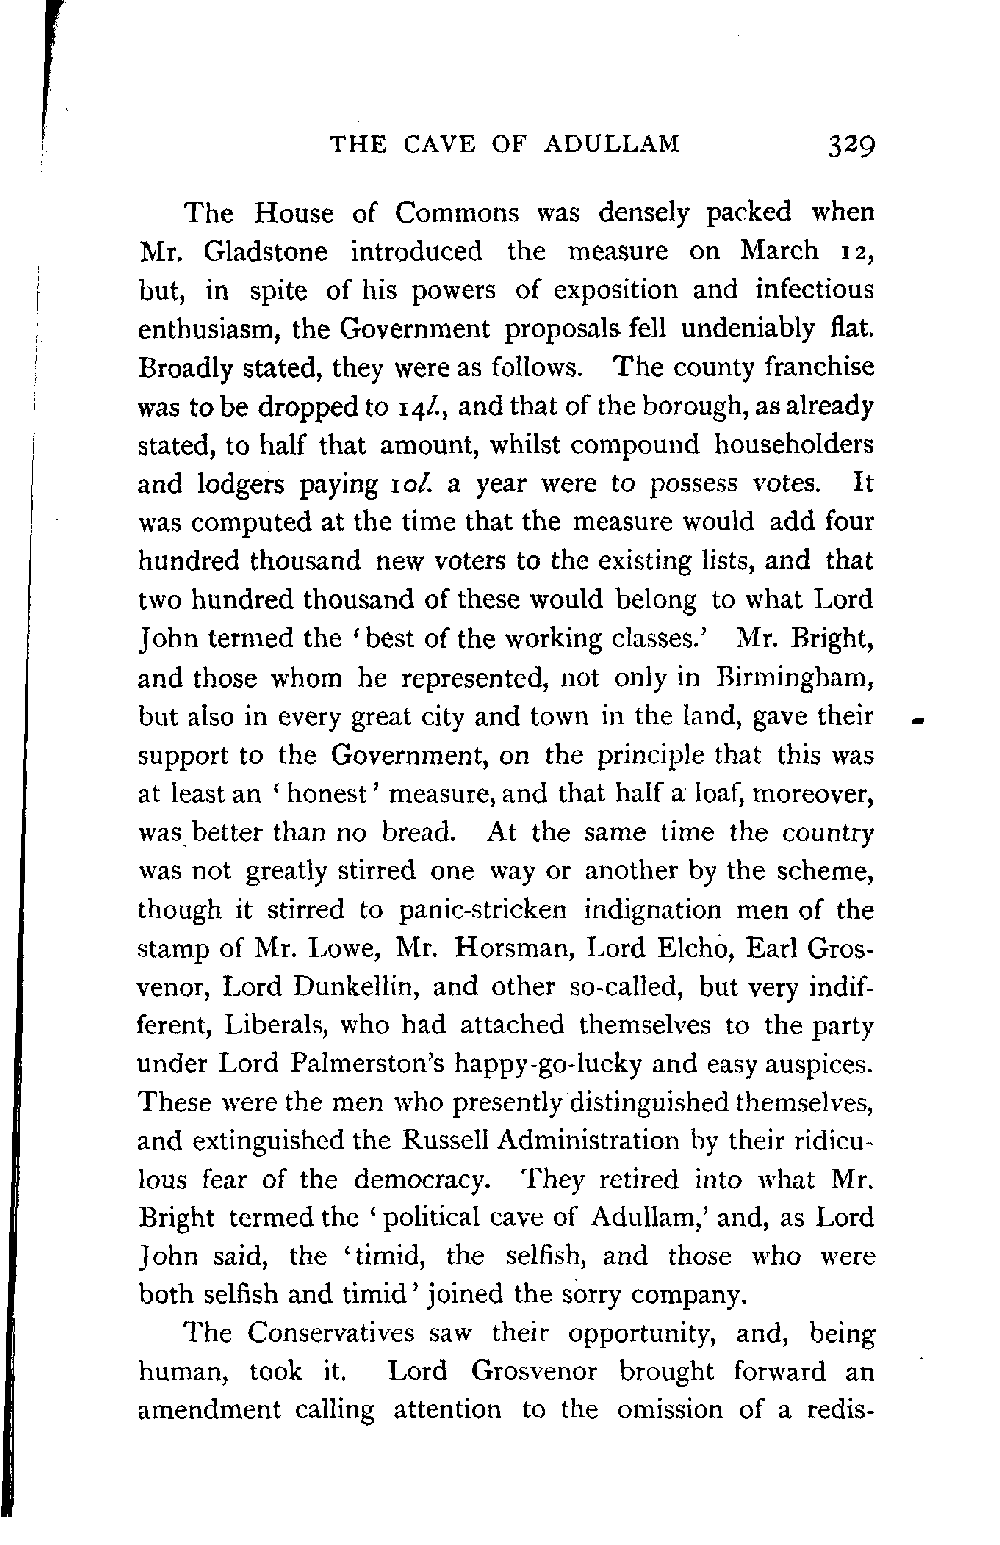 THE CAVE OF ADULLAM 329
The House of Commons was densely packed when
Mr. Gladstone introduced the measure on March 12,
but, in spite of his powers of exposition and infectious
enthusiasm, the Government proposals fell undeniably flat.
Broadly stated, they were as follows. The county franchise
was to be dropped to 14l., and that of the borough, as already
stated, to half that amount, whilst compound householders
and lodgers paying 10l. a year were to possess votes. It
was computed at the time that the measure would add four
hundred thousand new voters to the existing lists, and that
two hundred thousand of these would belong to what Lord
John termed the ‘best of the working classes.’ Mr. Bright,
and those whom he represented, not only in Birmingham,
but also in every great city and town in the land, gave their
support to the Government, on the principle that this was
at least an ‘honest’ measure, and that half a loaf, moreover,
was better than no bread. At the same time the country
was not greatly stirred one way or another by the scheme,
though it stirred to panic-stricken indignation men of the
stamp of Mr. Lowe, Mr. Horsman, Lord Elcho, Earl Gros-
venor, Lord Dunkellin, and other so-called, but very indif-
ferent, Liberals, who had attached themselves to the party
under Lord Palmerston’s happy-go-lucky and easy auspices.
These were the men who presently distinguished themselves,
and extinguished the Russell Administration by their ridicu-
lous fear of the democracy. They retired into what Mr.
Bright termed the ‘political cave of Adullam,’ and, as Lord
John said, the ‘timid, the selfish, and those who were
both selfish and timid’ joined the sorry company.
The Conservatives saw their opportunity, and, being
human, took it. Lord Grosvenor brought forward an
amendment calling attention to the omission of a redis-